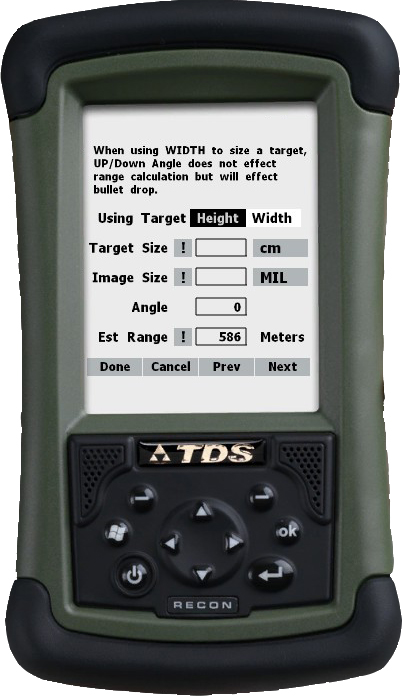 When using WIDTH to size a target,
UP/Down Angle does not effect
range calculation but will effect
bullet drop.
Using Target Height Width
Target Size ! cm
Image Size ! MIL
Angle 0
Est Range ! 586 Meters
Done Cancel Prev Next
TDS
ok
RECON